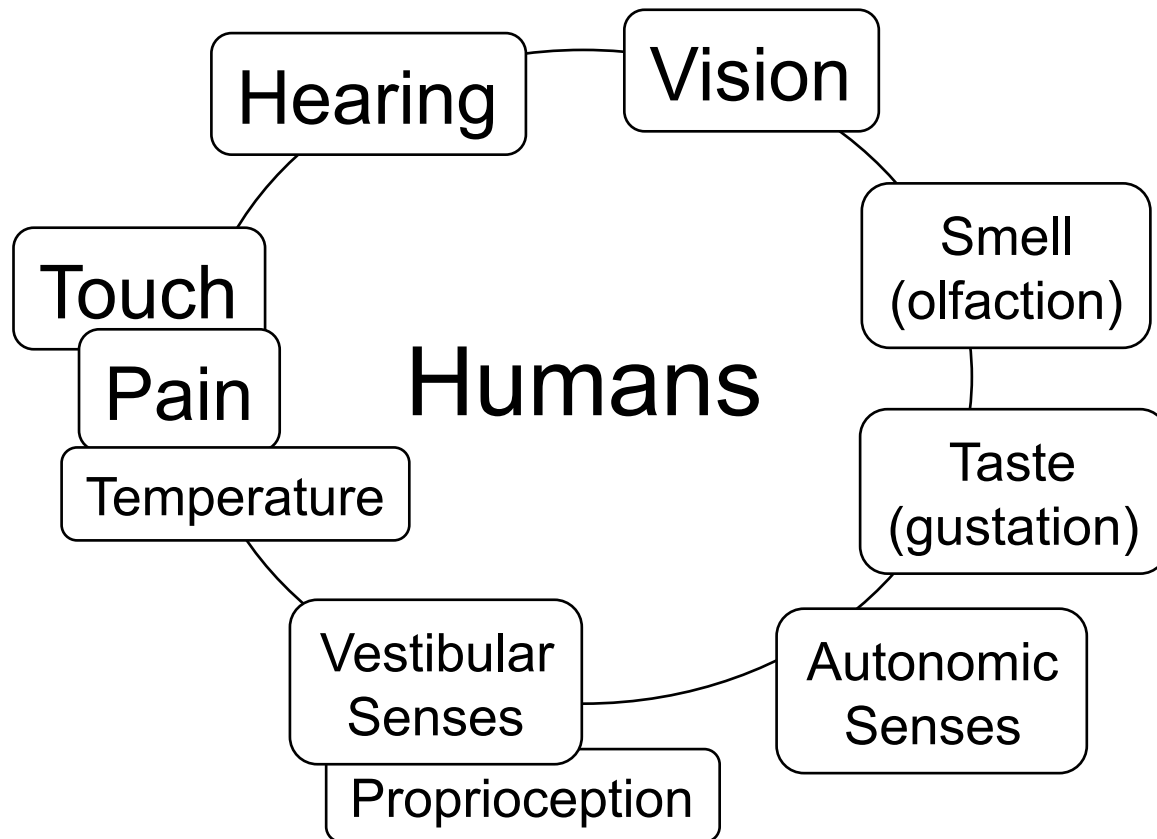 Hearing
Vision
Smell
(olfaction)
Touch
Pain
Temperature
Humans
Taste
(gustation)
Vestibular
Senses
Proprioception
Autonomic
Senses